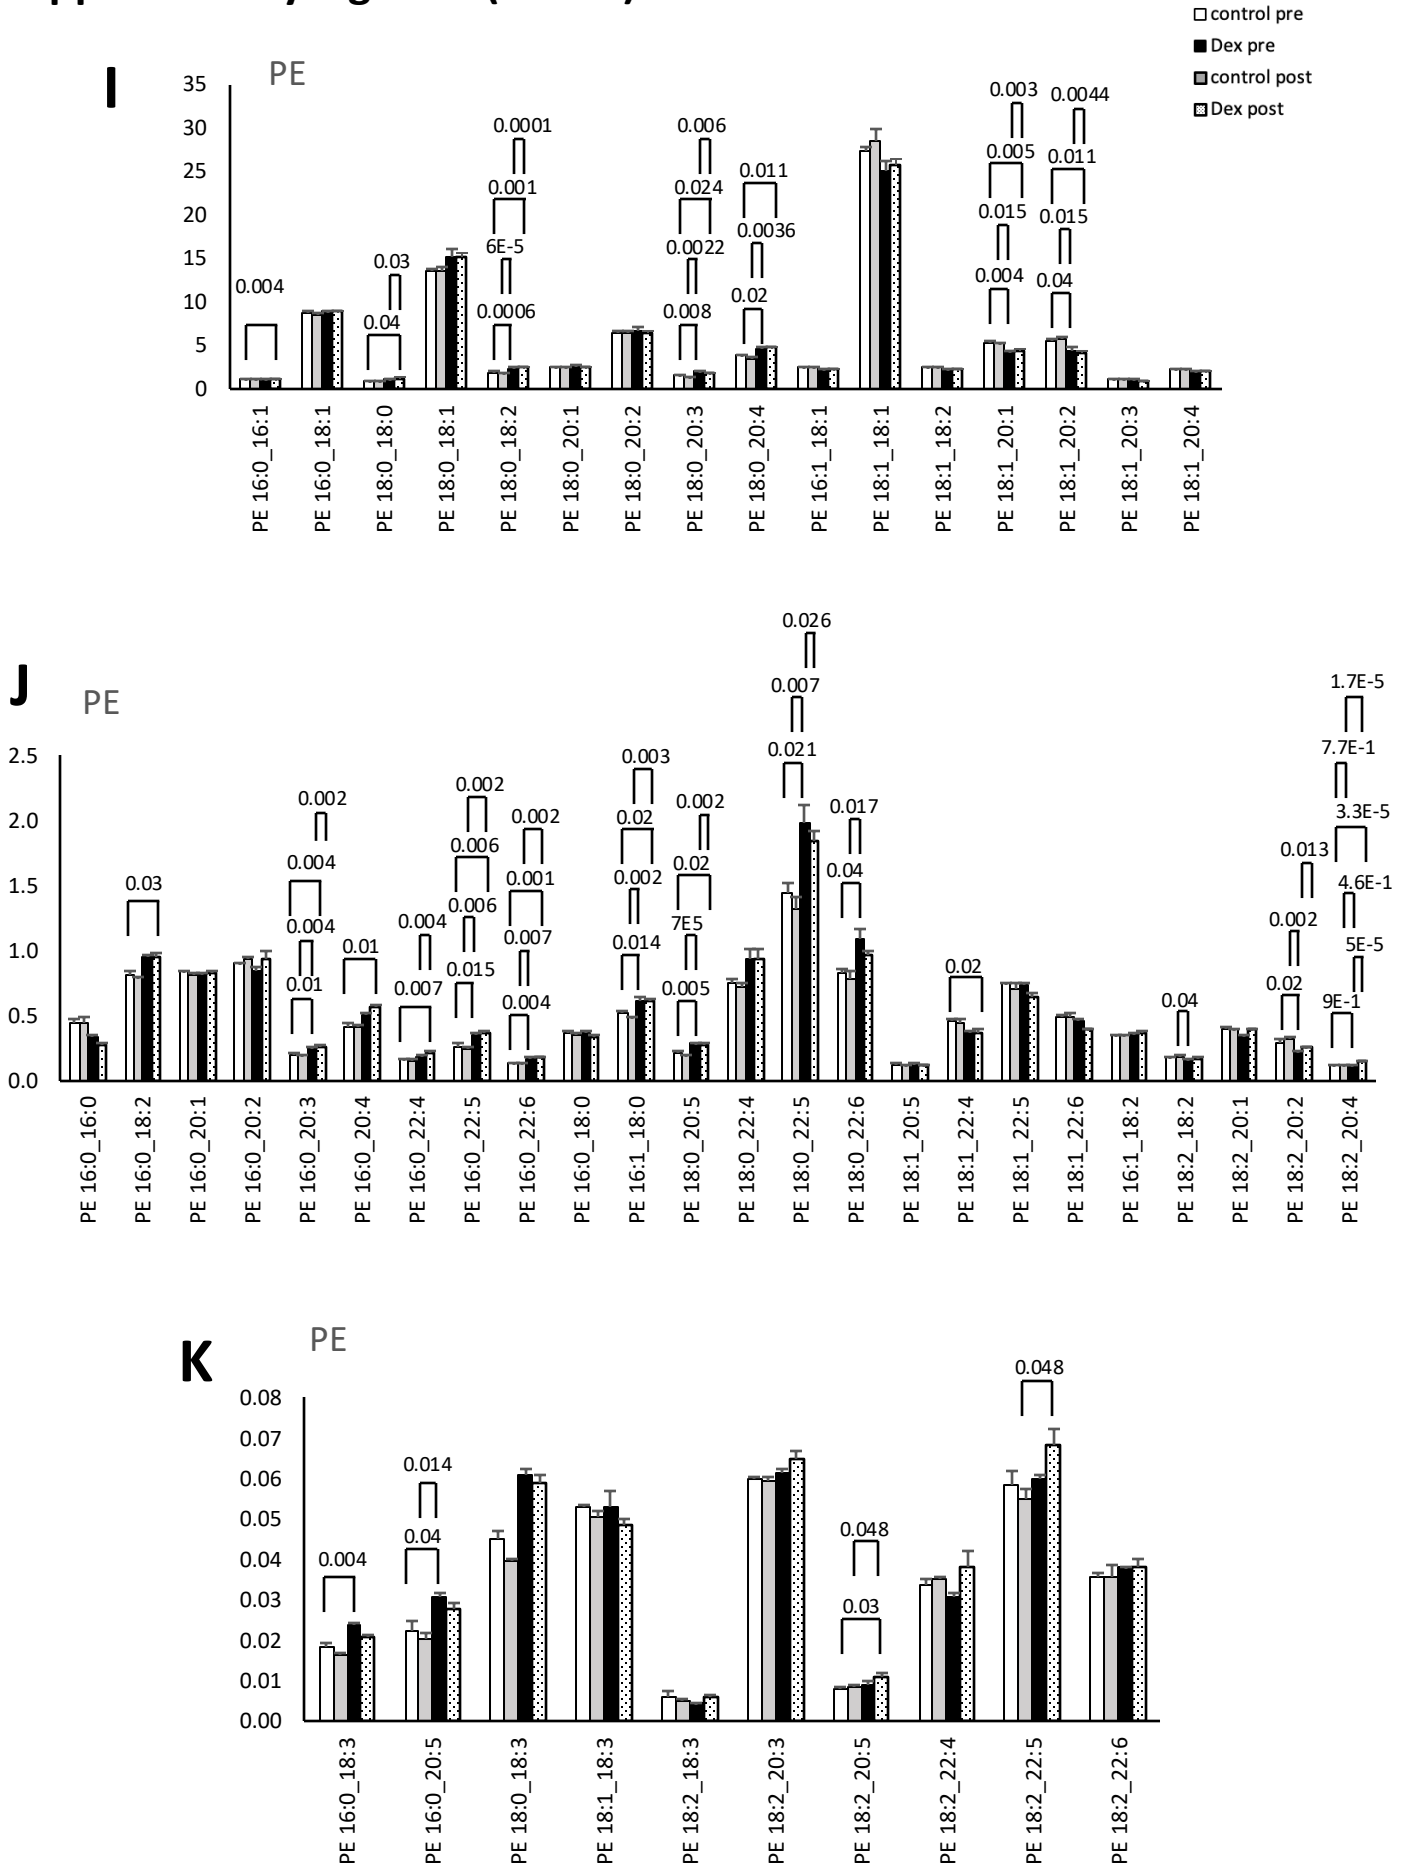 control pre
Dex pre
control post
Dex post
I
PE
35
30
25
20
15
10
5
0
0.004
0.03
0.04
0.0001
0.001
6E-5
0.0006
0.006
0.024
0.0022
0.008
0.011
0.0036
0.02
0.003
0.005
0.015
0.004
0.0044
0.011
0.015
0.04
PE 16:0_16:1
PE 16:0_18:1
PE 18:0_18:0
PE 18:0_18:1
PE 18:0_18:2
PE 18:0_20:1
PE 18:0_20:2
PE 18:0_20:3
PE 18:0_20:4
PE 16:1_18:1
PE 18:1_18:1
PE 18:1_18:2
PE 18:1_20:1
PE 18:1_20:2
PE 18:1_20:3
PE 18:1_20:4
J
PE
2.5
2.0
1.5
1.0
0.5
0.0
0.03
0.002
0.004
0.004
0.01
0.01
0.004
0.007
0.002
0.006
0.006
0.015
0.002
0.001
0.007
0.004
0.003
0.02
0.002
0.014
0.002
0.02
7E5
0.005
0.026
0.007
0.021
0.017
0.04
0.02
0.04
0.013
0.002
0.02
1.7E-5
7.7E-1
3.3E-5
4.6E-1
5E-5
9E-1
PE 16:0_16:0
PE 16:0_18:2
PE 16:0_20:1
PE 16:0_20:2
PE 16:0_20:3
PE 16:0_20:4
PE 16:0_22:4
PE 16:0_22:5
PE 16:0_22:6
PE 18:0_18:0
PE 16:1_18:0
PE 18:0_20:5
PE 18:0_22:4
PE 18:0_22:5
PE 18:0_22:6
PE 18:1_20:5
PE 18:1_22:4
PE 18:1_22:5
PE 18:1_22:6
PE 16:1_18:2
PE 18:2_18:2
PE 18:2_20:1
PE 18:2_20:2
PE 18:2_20:4
K
PE
0.08
0.07
0.06
0.05
0.04
0.03
0.02
0.01
0.00
0.004
0.014
0.04
0.048
0.03
0.048
PE 16:0_18:3
PE 16:0_20:5
PE 18:0_18:3
PE 18:1_18:3
PE 18:2_18:3
PE 18:2_20:3
PE 18:2_20:5
PE 18:2_22:4
PE 18:2_22:5
PE 18:2_22:6